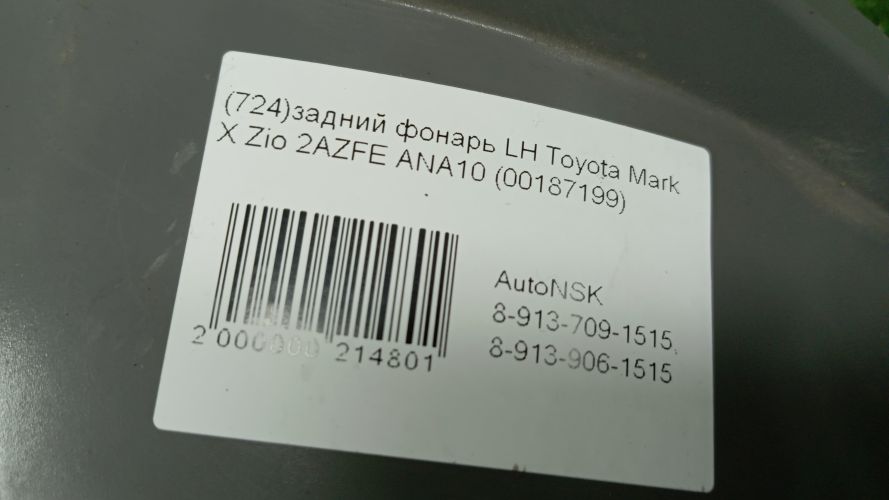 (724)задний фонарь LH Toyota Mark
X Zio 2AZFE ANA10 (00187199)
AutoNSK
8-913-709-1515,
8-913-906-1515
2 000000 214801